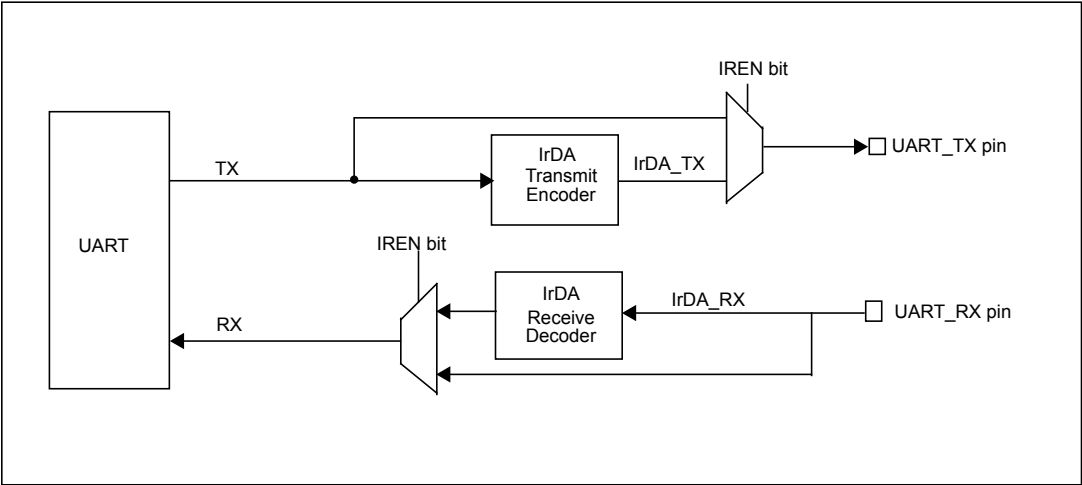 IREN bit
TX
IrDA
Transmit
Encoder
IrDA_TX
UART_TX pin
UART
IREN bit
RX
IrDA
Receive
Decoder
IrDA_RX
UART_RX pin